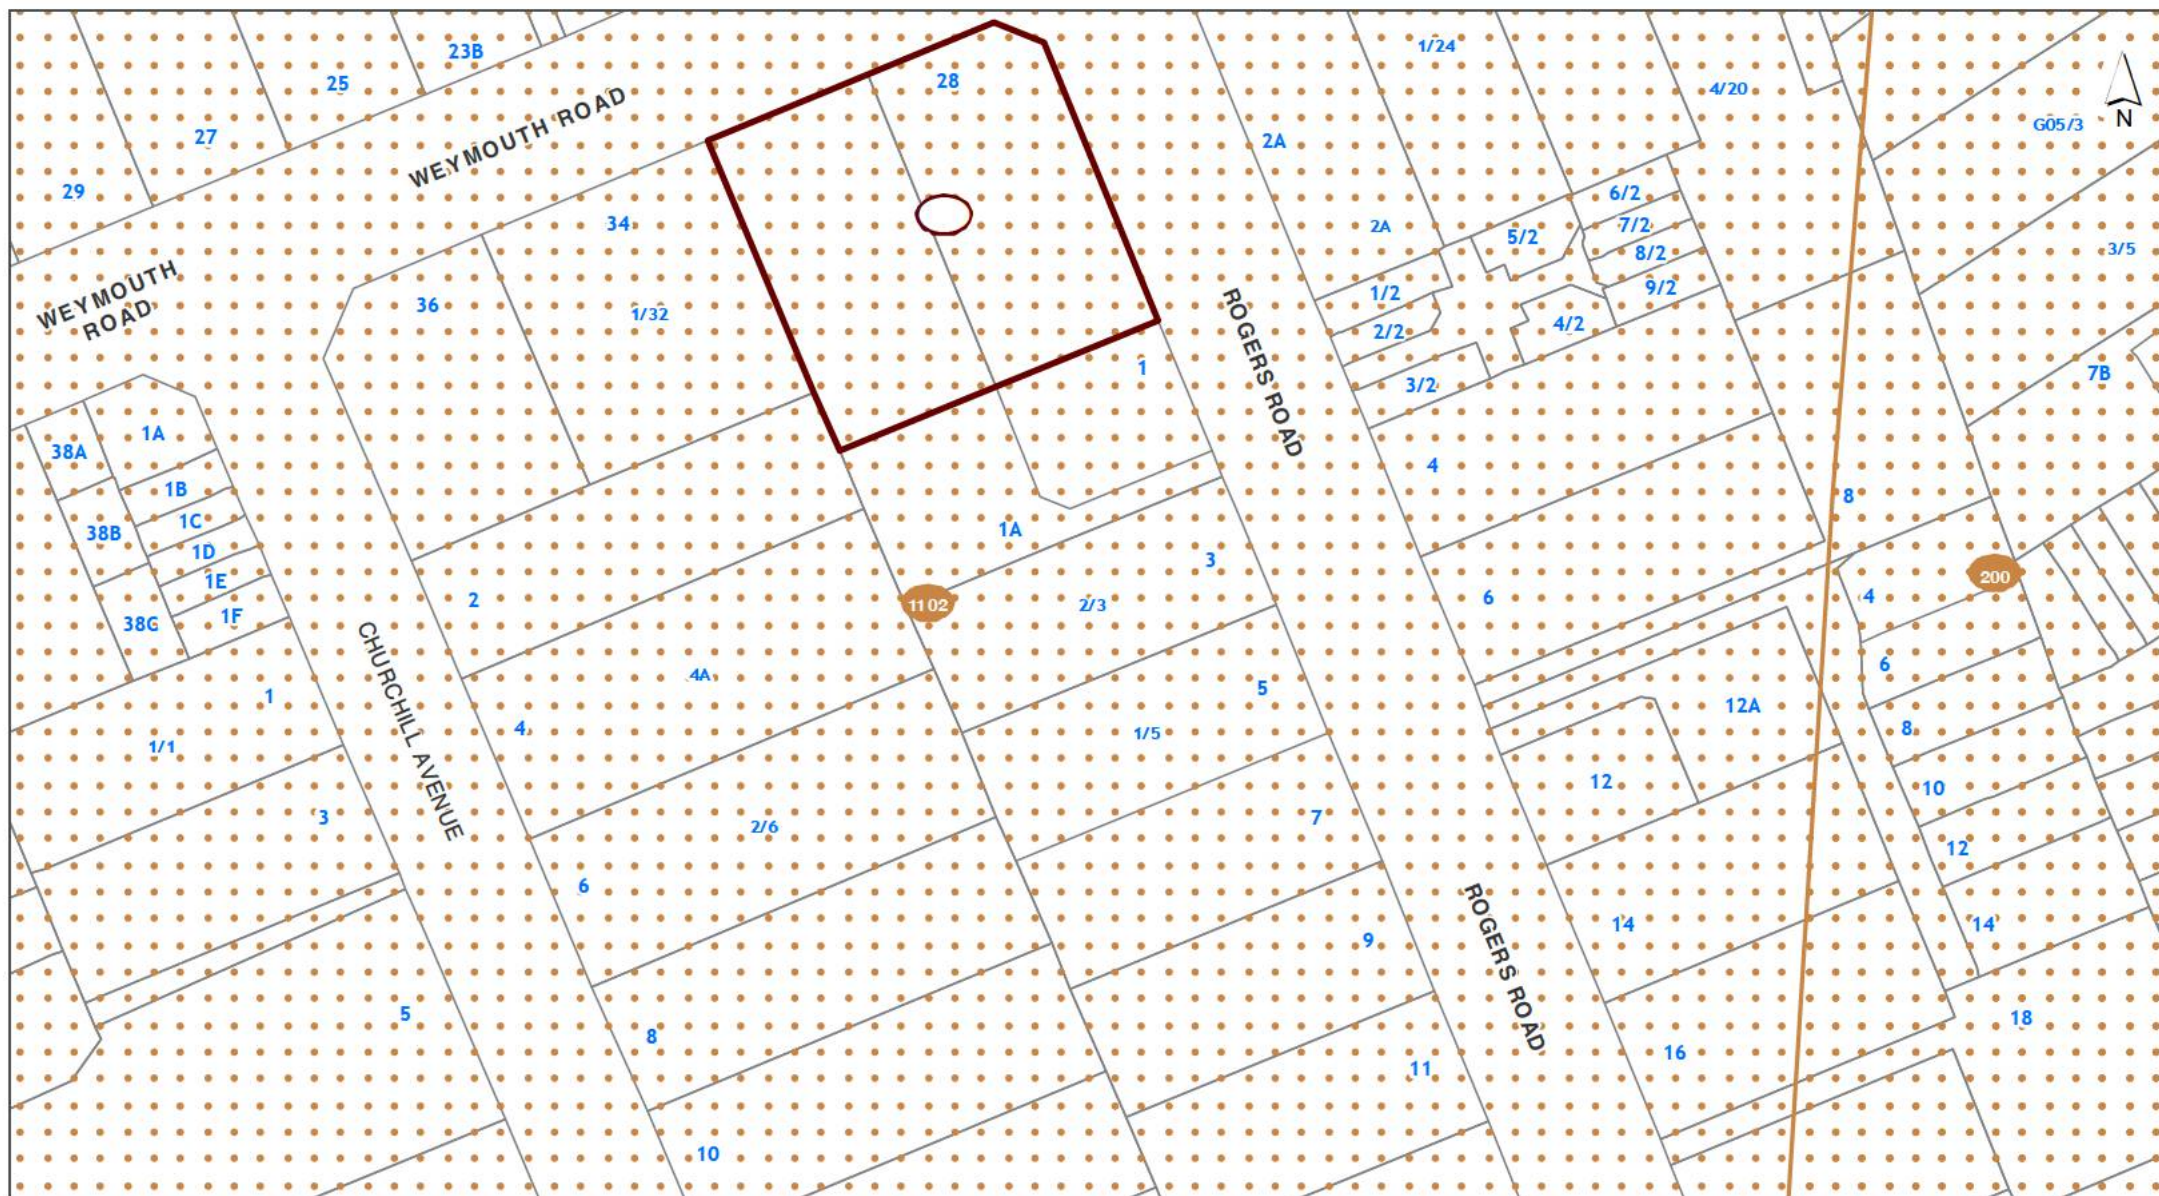 23B
1/24
25
28
4/20
27
WEYMOUTH ROAD
G05/3
N
2A
29
6/2
34
2A
7/2
5/2
8/2
3/5
WEYMOUTH
ROAD
9/2
36
1/32
1/2
4/2
2/2
ROGERS ROAD
1
7B
3/2
1A
38A
4
1B
8
1C
38B
1A
1D
3
200
1E
2
1102
2/3
6
4
1F
38C
6
4A
5
1
12A
CHURCHILL AVENUE
4
1/5
8
1/1
12
10
3
2/6
7
12
6
14
14
9
ROGERS ROAD
5
18
8
16
11
10